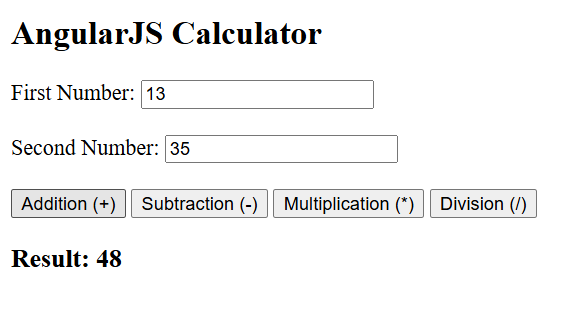 AngularJS Calculator
First Number: 13
Second Number: 35
Addition (+) Subtraction (-) Multiplication (*) Division (/)
Result: 48